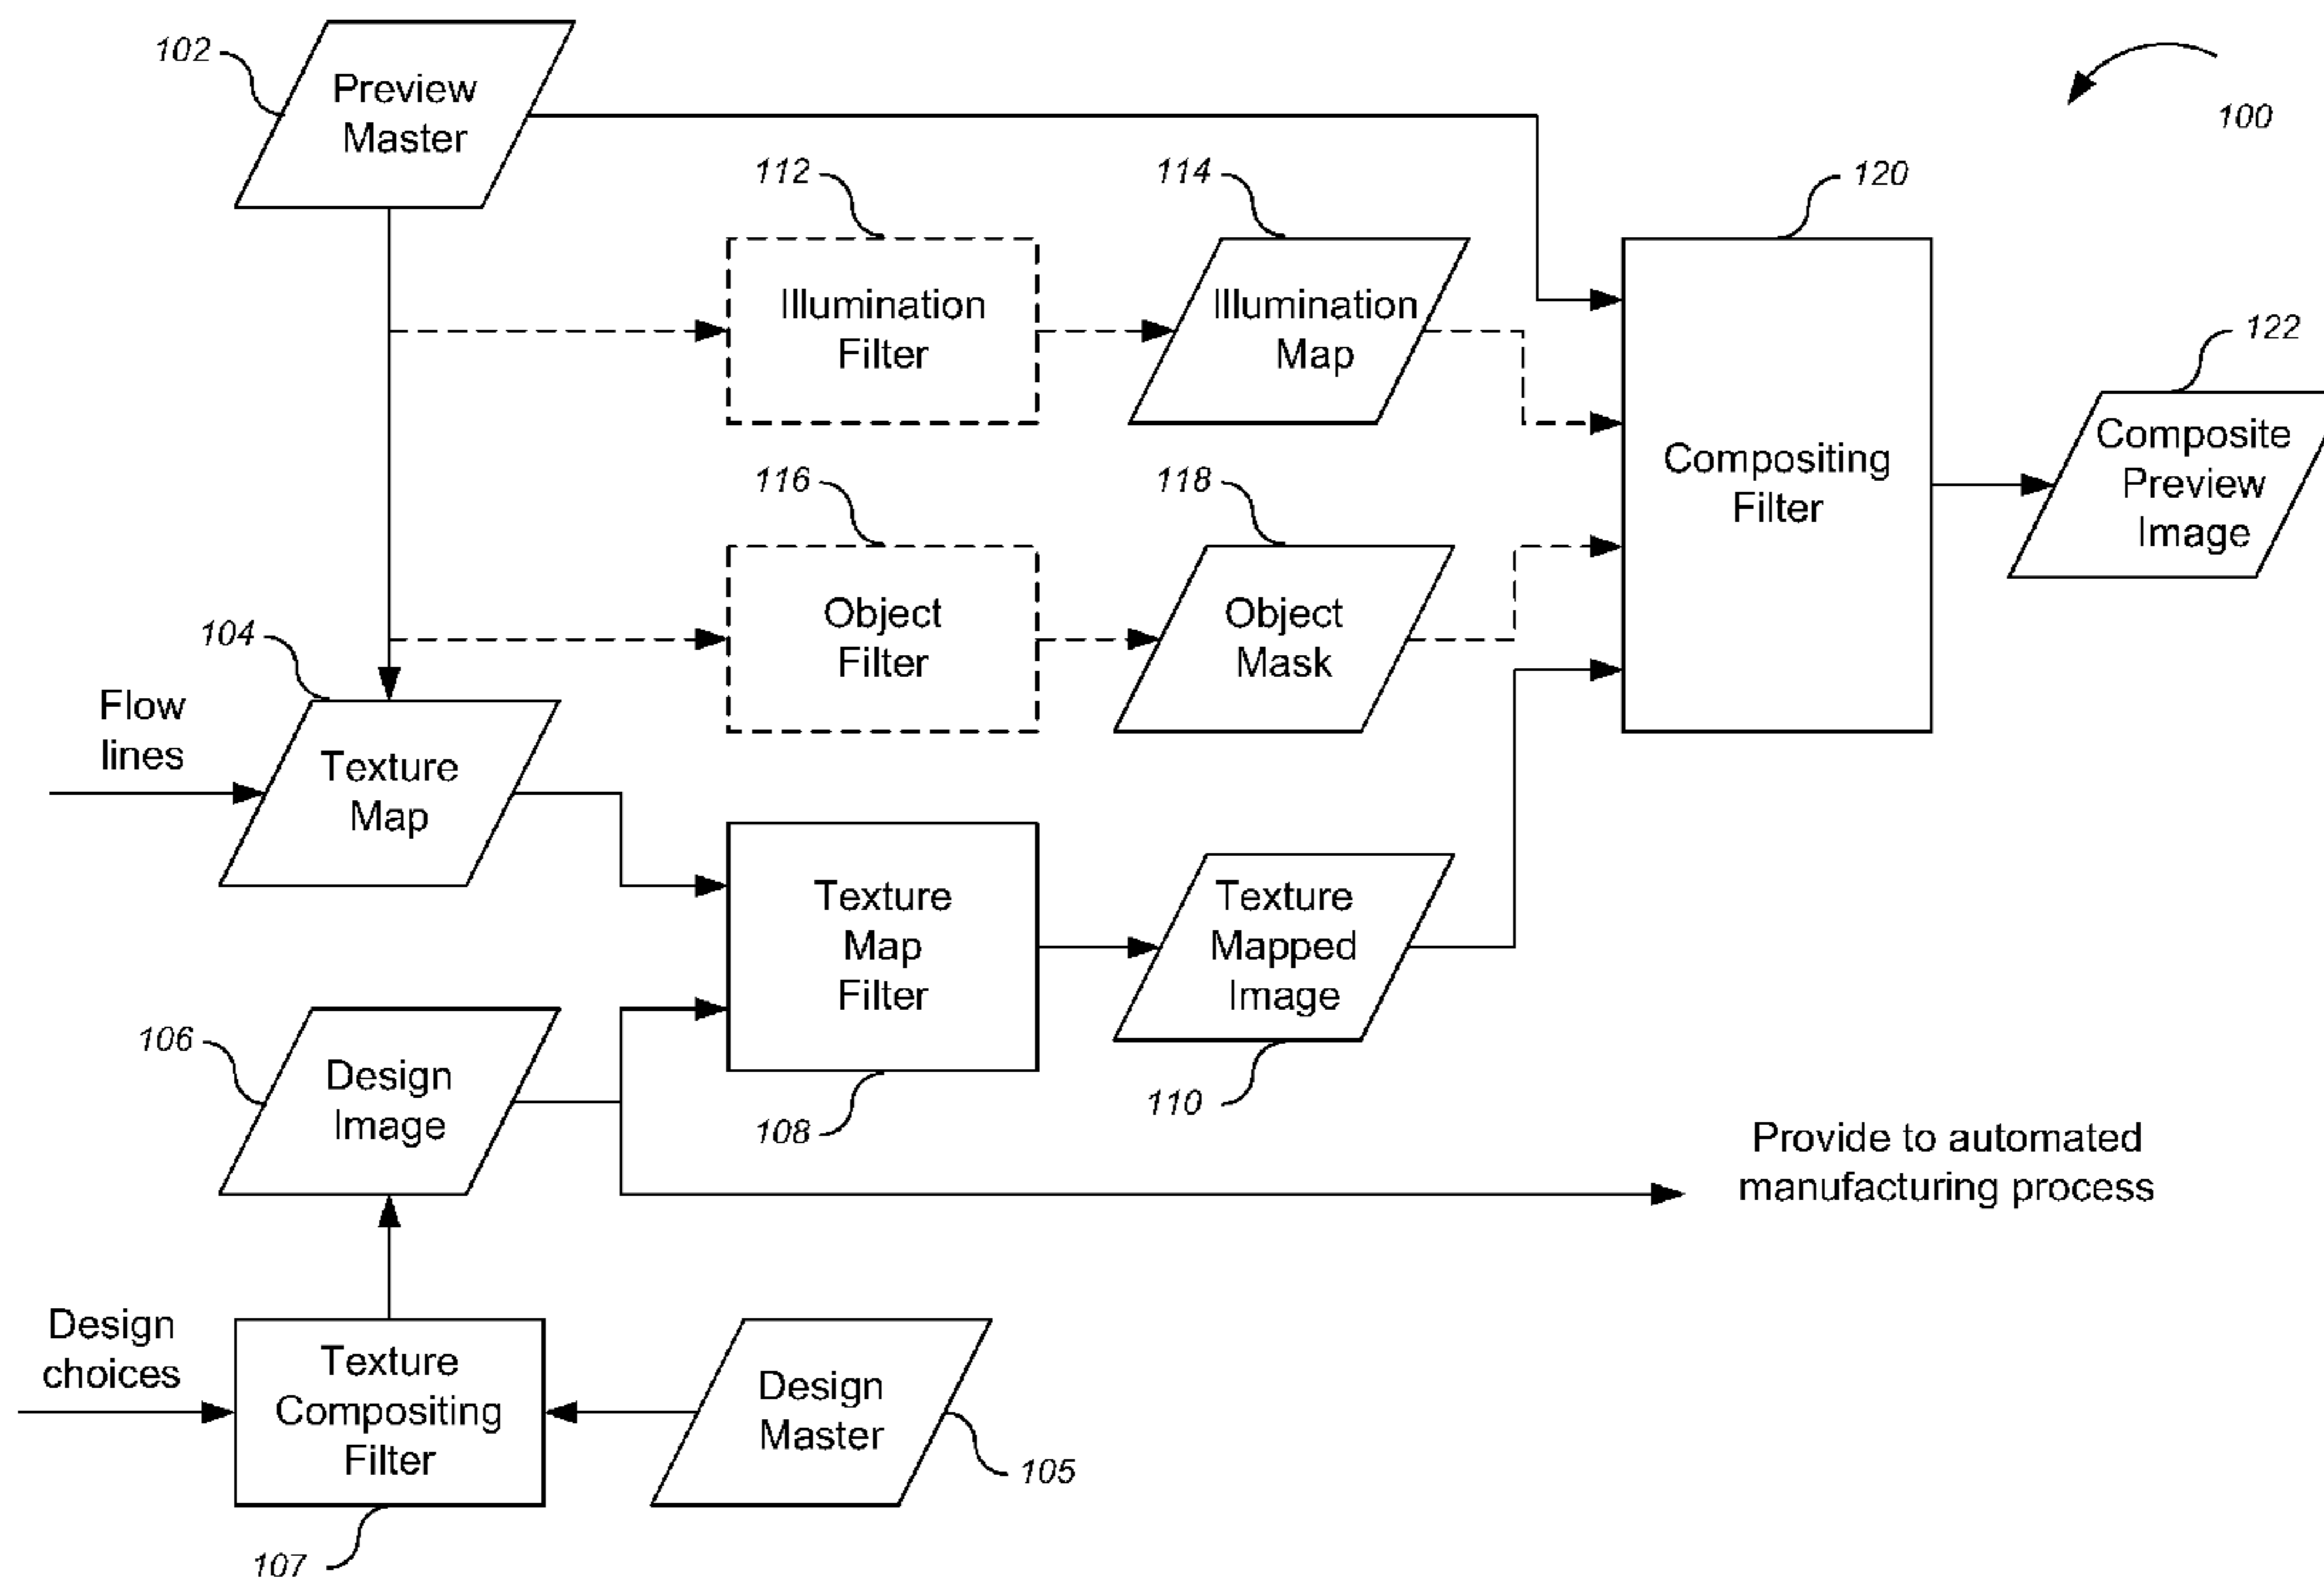 102
Preview
Master
100
112
114
120
Illumination
Filter
Illumination
Map
122
Composite
Preview
Image
Compositing
Filter
116
118
Object
Filter
Object
Mask
104
Flow
lines
Texture
Map
Texture
Map
Filter
Texture
Mapped
Image
106
Design
Image
108
110
Provide to automated
manufacturing process
Design
choices
Texture
Compositing
Filter
Design
Master
105
107